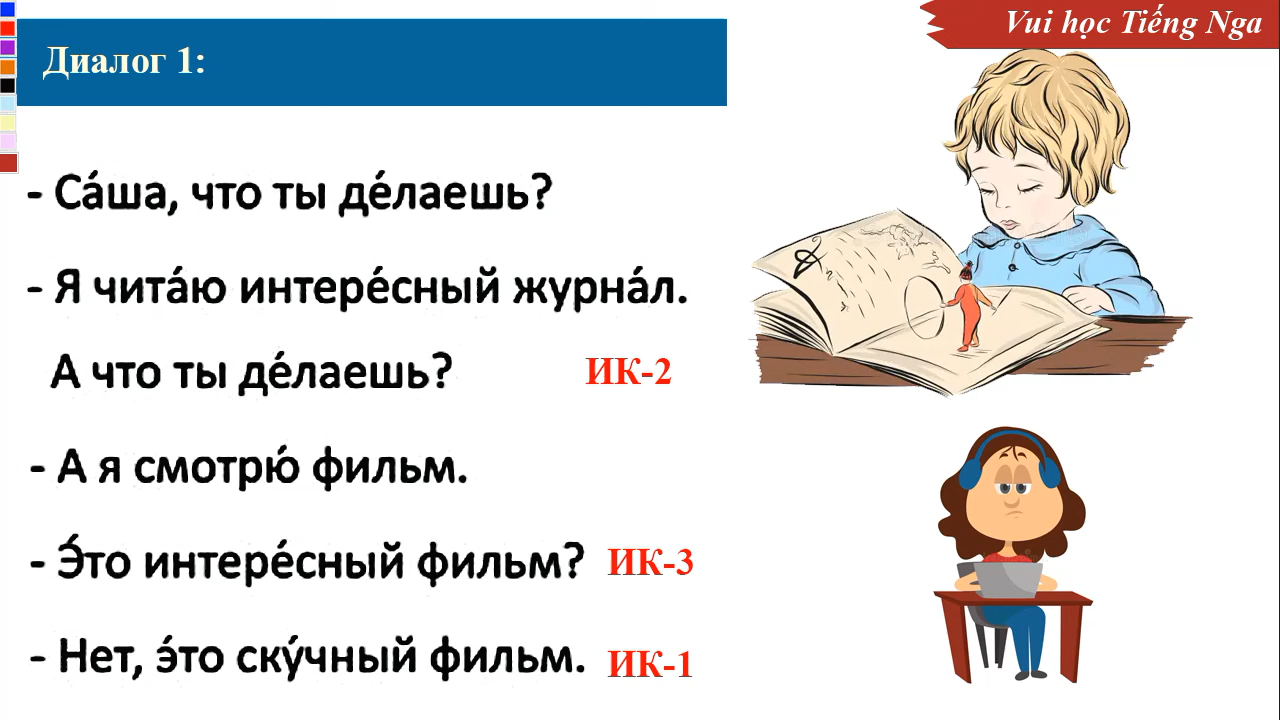 Vui học Tiếng Nga
Диалог 1:
- Са́ша, что ты де́лаешь?
- Я чита́ю интере́сный журна́л.
А что ты де́лаешь? ИК-2
- А я смотрю́ фильм.
- Э́то интере́сный фильм? ИК-3
- Нет, э́то ску́чный фильм. ИК-1